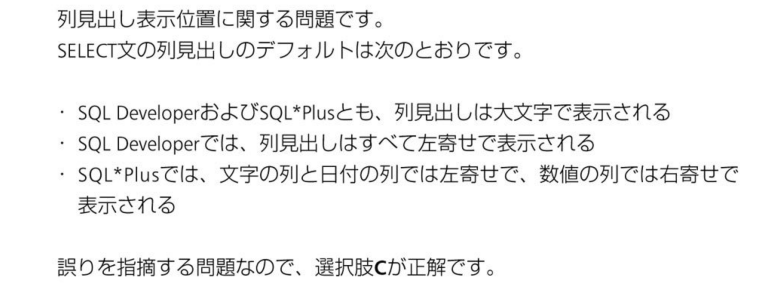 列見出し表示位置に関する問題です。
SELECT文の列見出しのデフォルトは次のとおりです。
・ SQL DeveloperおよびSQL*Plusとも、列見出しは大文字で表示される
・ SQL Developerでは、列見出しはすべて左寄せで表示される
・ SQL*Plusでは、文字の列と日付の列では左寄せで、数値の列では右寄せで
表示される
誤りを指摘する問題なので、選択肢Cが正解です。